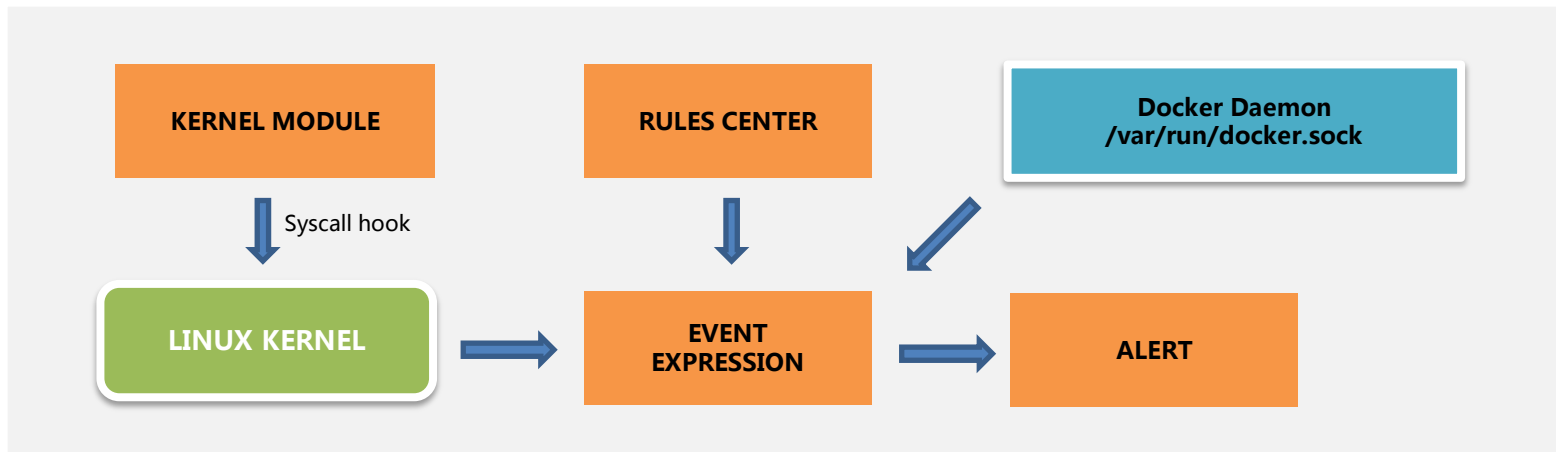 KERNEL MODULE
RULES CENTER
Docker Daemon
/var/run/docker.sock
Syscall hook
LINUX KERNEL
EVENT
EXPRESSION
ALERT